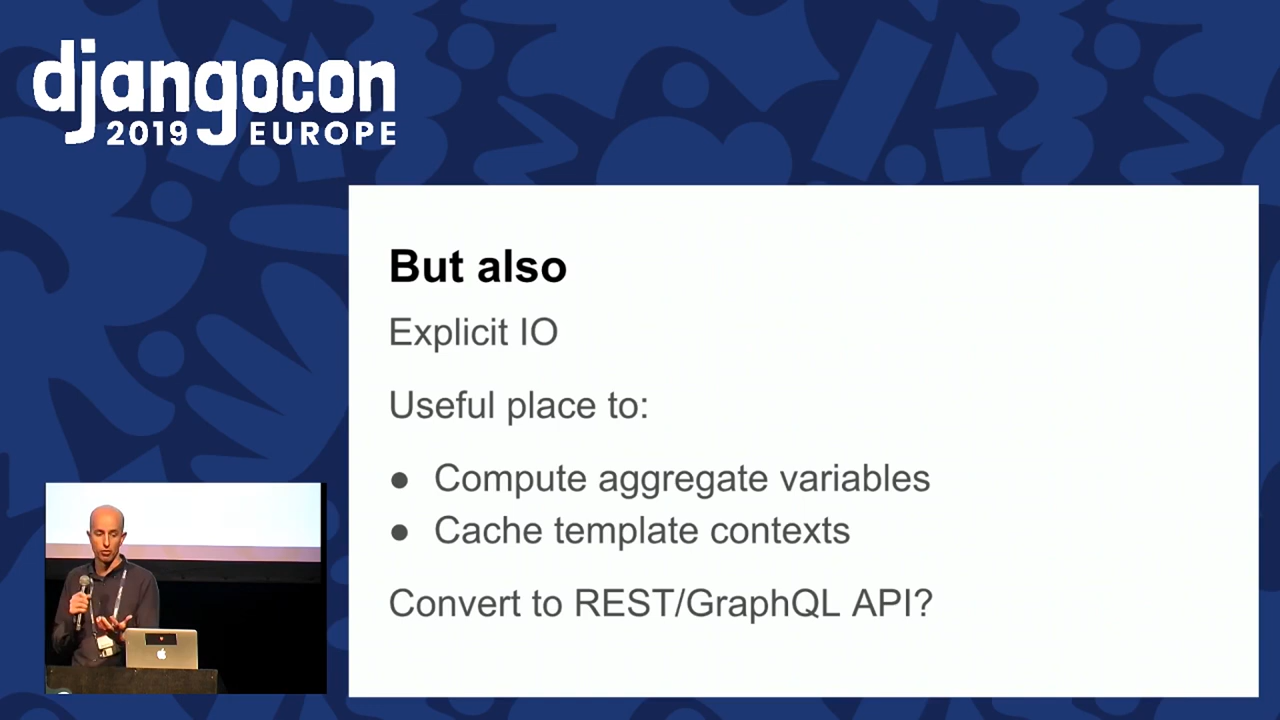 djangocon
2019 EUROPE
But also
Explicit IO
Useful place to:
● Compute aggregate variables
● Cache template contexts
Convert to REST/GraphQL API?